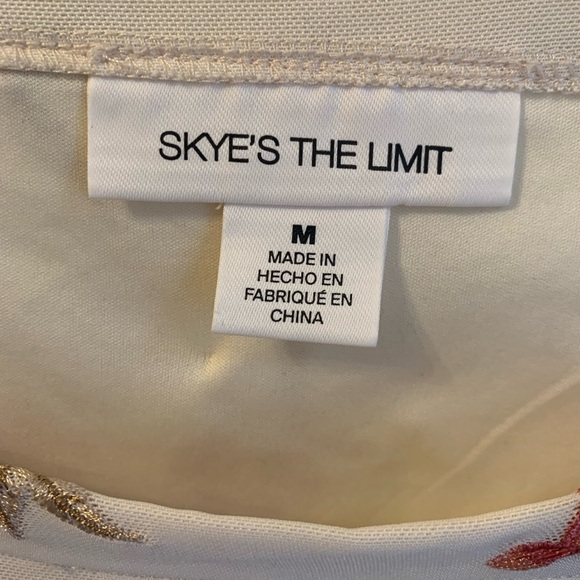 SKYE'S THE LIMIT
M
MADE IN
HECHO EN
FABRIQUÉ EN
CHINA